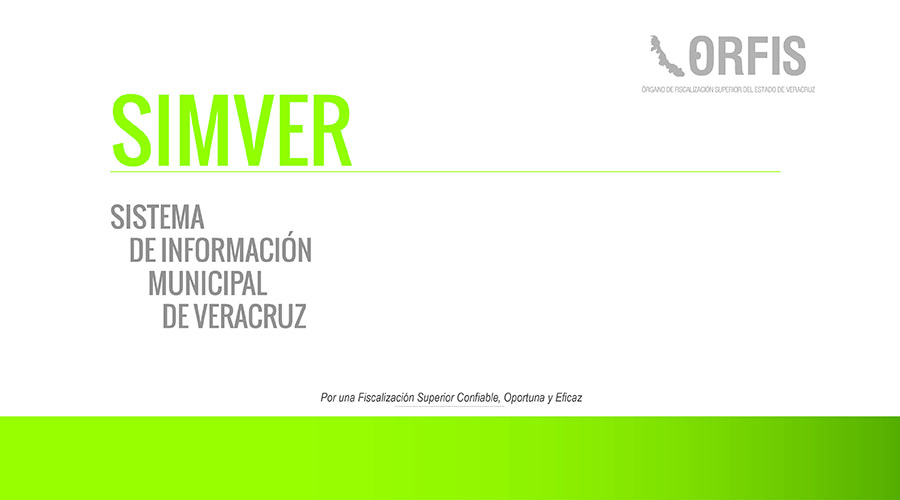 ORFIS
ÓRGANO DE FISCALIZACIÓN SUPERIOR DEL ESTADO DE VERACRUZ
SIMVER
SISTEMA
DE INFORMACIÓN
MUNICIPAL
DE VERACRUZ
Por una Fiscalización Superior Confiable, Oportuna y Eficaz